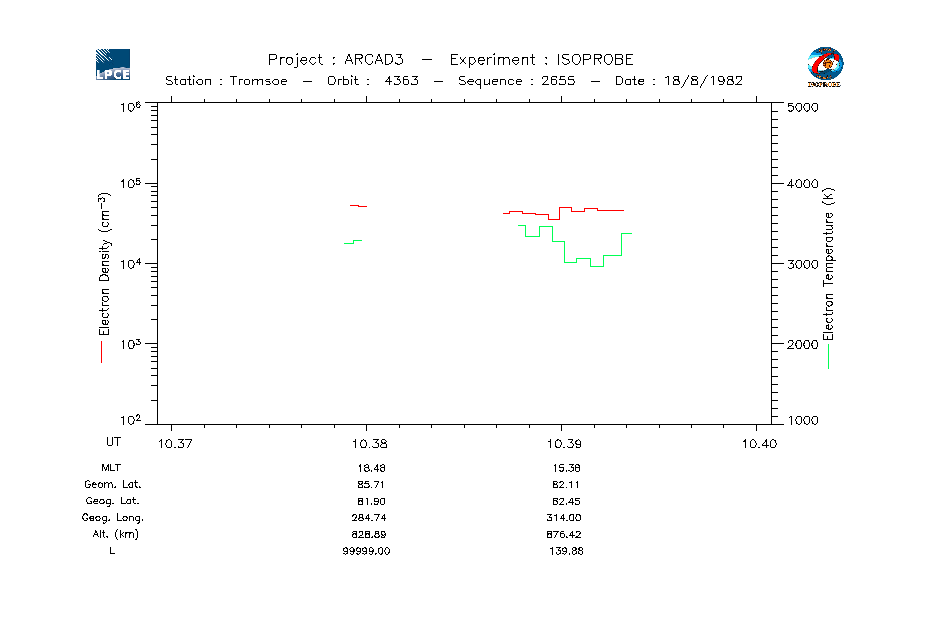 LPCE
Project : ARCAD3 – Experiment : ISOPROBE
ISOPROBE
Station : Tromsoe – Orbit : 4363 – Sequence : 2655 – Date : 18/8/1982
10^6
10^5
10^4
10^3
10^2
Electron Density (cm^-3)
5000
4000
3000
2000
1000
Electron Temperature (K)
UT 10.37 10.38 10.39 10.40
MLT 18.48 15.38
Geom. Lat. 85.71 82.11
Geog. Lat. 81.90 82.45
Geog. Long. 284.74 314.00
Alt. (km) 828.89 876.42
L 99999.00 139.88